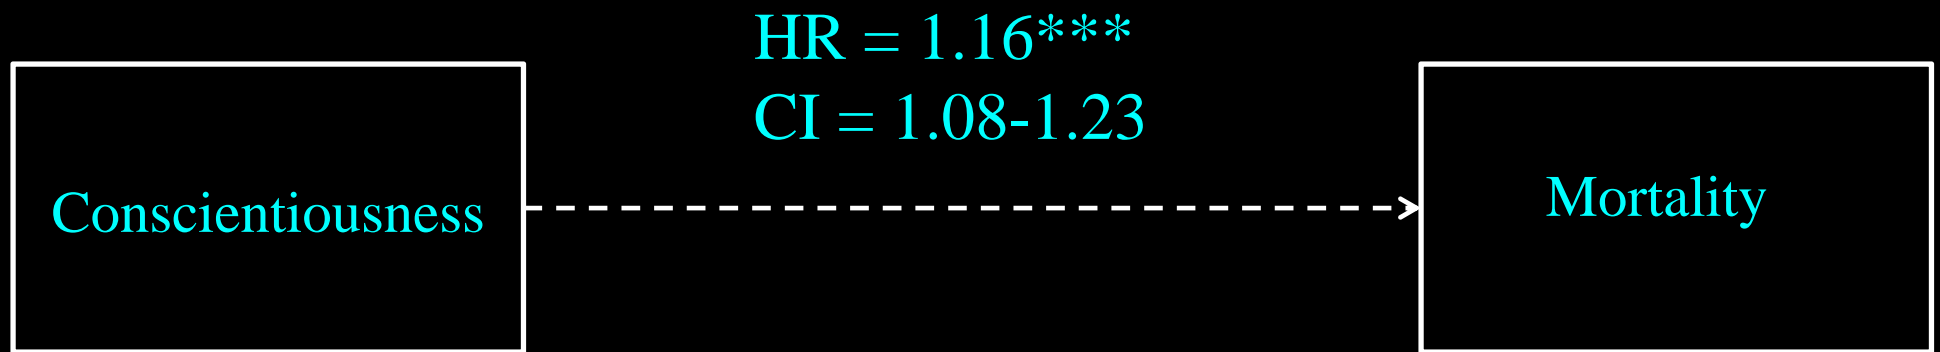 HR = 1.16***
CI = 1.08-1.23
Conscientiousness
Mortality